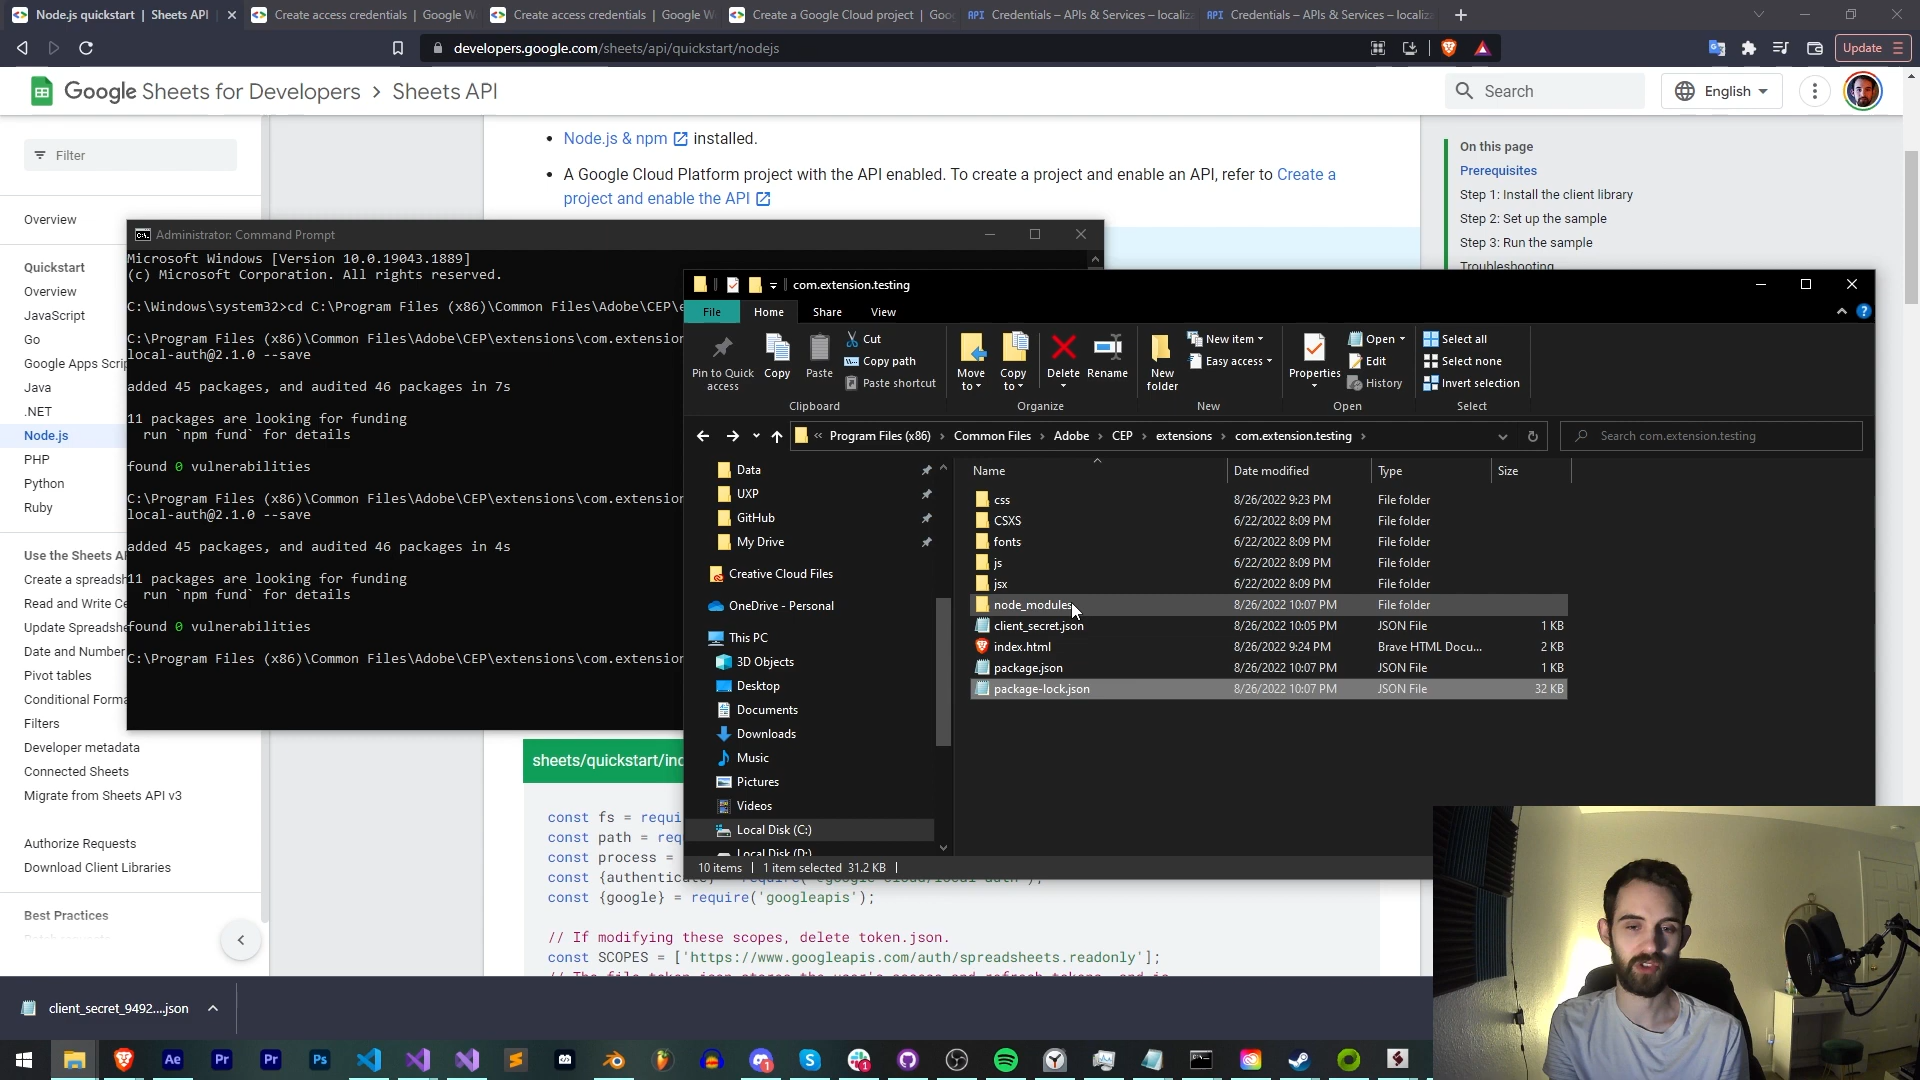 Node.js quickstart | Sheets API
Create access credentials | Google W
Create access credentials | Google W
Create a Google Cloud project | Goo
API Credentials – APIs & Services – localiz
API Credentials – APIs & Services – localiz
developers.google.com/sheets/api/quickstart/nodejs
Update
Google Sheets for Developers > Sheets API
Search
English
Filter
Overview
Quickstart
Overview
JavaScript
Go
Google Apps Scrip
Java
.NET
Node.js
PHP
Python
Ruby
Use the Sheets A
Create a spreadsh
Read and Write Ce
Update Spreadshe
Date and Number
Pivot tables
Conditional Forma
Filters
Developer metadata
Connected Sheets
Migrate from Sheets API v3
Authorize Requests
Download Client Libraries
Best Practices
• Node.js & npm installed.
• A Google Cloud Platform project with the API enabled. To create a project and enable an API, refer to Create a
project and enable the API
On this page
Prerequisites
Step 1: Install the client library
Step 2: Set up the sample
Step 3: Run the sample
Troubleshooting
Administrator: Command Prompt
Microsoft Windows [Version 10.0.19043.1889]
(c) Microsoft Corporation. All rights reserved.
C:\Windows\system32>cd C:\Program Files (x86)\Common Files\Adobe\CEP\e
C:\Program Files (x86)\Common Files\Adobe\CEP\extensions\com.extension
local-auth@2.1.0 --save
added 45 packages, and audited 46 packages in 7s
11 packages are looking for funding
run `npm fund` for details
found 0 vulnerabilities
C:\Program Files (x86)\Common Files\Adobe\CEP\extensions\com.extension
local-auth@2.1.0 --save
added 45 packages, and audited 46 packages in 4s
11 packages are looking for funding
run `npm fund` for details
found 0 vulnerabilities
C:\Program Files (x86)\Common Files\Adobe\CEP\extensions\com.extension
com.extension.testing
File Home Share View
Pin to Quick access
Copy
Paste
Cut
Copy path
Paste shortcut
Move to
Copy to
Delete
Rename
New folder
New item
Easy access
Properties
Open
Edit
History
Select all
Select none
Invert selection
Clipboard Organize New Open Select
« Program Files (x86) > Common Files > Adobe > CEP > extensions > com.extension.testing >
Search com.extension.testing
Data
UXP
GitHub
My Drive
Creative Cloud Files
OneDrive - Personal
This PC
3D Objects
Desktop
Documents
Downloads
Music
Pictures
Videos
Local Disk (C:)
Local Disk (D:)
Name Date modified Type Size
css 8/26/2022 9:23 PM File folder
CSXS 6/22/2022 8:09 PM File folder
fonts 6/22/2022 8:09 PM File folder
js 6/22/2022 8:09 PM File folder
jsx 6/22/2022 8:09 PM File folder
node_modules 8/26/2022 10:07 PM File folder
client_secret.json 8/26/2022 10:05 PM JSON File 1 KB
index.html 8/26/2022 9:24 PM Brave HTML Docu... 2 KB
package.json 8/26/2022 10:07 PM JSON File 1 KB
package-lock.json 8/26/2022 10:07 PM JSON File 32 KB
10 items 1 item selected 31.2 KB
sheets/quickstart/ind
const fs = requi
const path = req
const process =
const {authenticate}
const {google} = require('googleapis');
// If modifying these scopes, delete token.json.
const SCOPES = ['https://www.googleapis.com/auth/spreadsheets.readonly'];
client_secret_9492....json
Ae
Pr
Pr
Ps